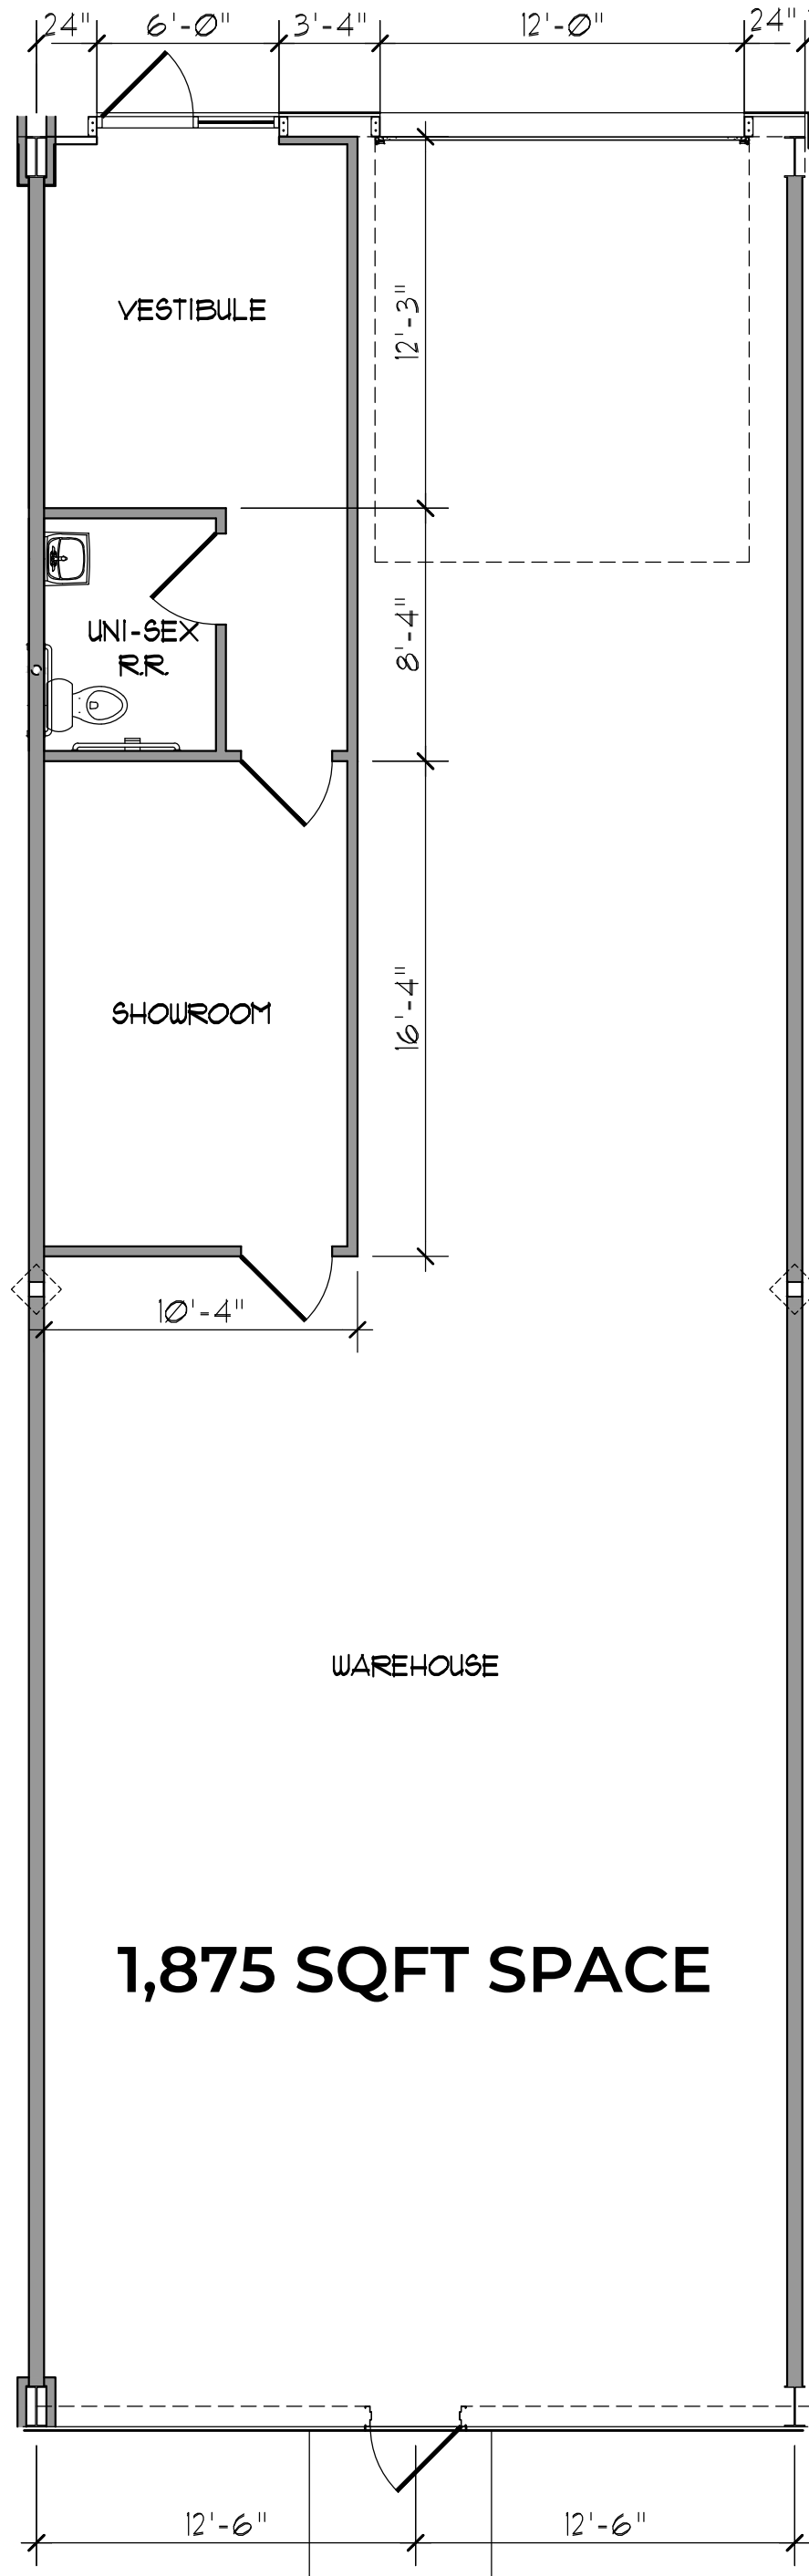 24" 6'-0" 3'-4" 12'-0" 24"
VESTIBULE
12'-3"
UNI-SEX
R.R.
8'-4"
SHOWROOM
16'-4"
10'-4"
WAREHOUSE
1,875 SQFT SPACE
12'-6" 12'-6"